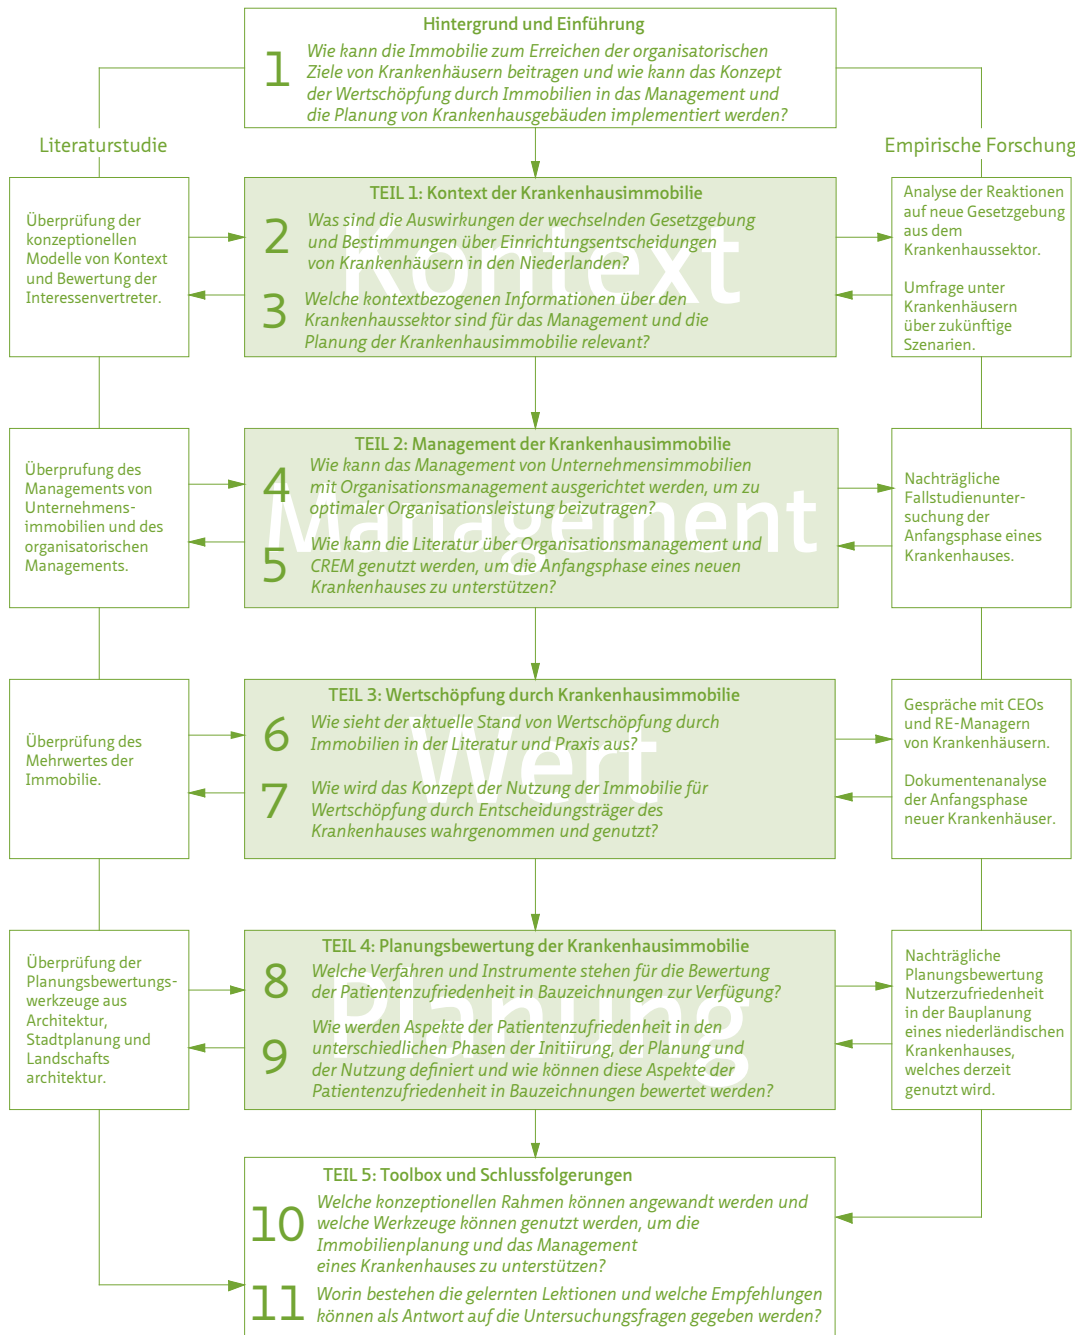 Hintergrund und Einführung
1
Wie kann die Immobilie zum Erreichen der organisatorischen
Ziele von Krankenhäusern beitragen und wie kann das Konzept
der Wertschöpfung durch Immobilien in das Management und
die Planung von Krankenhausgebäuden implementiert werden?
Literaturstudie
Empirische Forschung
Kontext
TEIL 1: Kontext der Krankenhausimmobilie
2
Was sind die Auswirkungen der wechselnden Gesetzgebung
und Bestimmungen über Einrichtungsentscheidungen
von Krankenhäusern in den Niederlanden?
3
Welche kontextbezogenen Informationen über den
Krankenhaussektor sind für das Management und die
Planung der Krankenhausimmobilie relevant?
Überprüfung der
konzeptionellen
Modelle von Kontext
und Bewertung der
Interessenvertreter.
Analyse der Reaktionen
auf neue Gesetzgebung
aus dem
Krankenhaussektor.
Umfrage unter
Krankenhäusern
über zukünftige
Szenarien.
Management
TEIL 2: Management der Krankenhausimmobilie
4
Wie kann das Management von Unternehmensimmobilien
mit Organisationsmanagement ausgerichtet werden, um zu
optimaler Organisationsleistung beizutragen?
5
Wie kann die Literatur über Organisationsmanagement und
CREM genutzt werden, um die Anfangsphase eines neuen
Krankenhauses zu unterstützen?
Überprufung des
Managements von
Unternehmens-
immobilien und des
organisatorischen
Managements.
Nachträgliche
Fallstudienunter-
suchung der
Anfangsphase eines
Krankenhauses.
Wert
TEIL 3: Wertschöpfung durch Krankenhausimmobilie
6
Wie sieht der aktuelle Stand von Wertschöpfung durch
Immobilien in der Literatur und Praxis aus?
7
Wie wird das Konzept der Nutzung der Immobilie für
Wertschöpfung durch Entscheidungsträger des
Krankenhauses wahrgenommen und genutzt?
Überprüfung des
Mehrwertes der
Immobilie.
Gespräche mit CEOs
und RE-Managern
von Krankenhäusern.
Dokumentenanalyse
der Anfangsphase
neuer Krankenhäuser.
Planung
TEIL 4: Planungsbewertung der Krankenhausimmobilie
8
Welche Verfahren und Instrumente stehen für die Bewertung
der Patientenzufriedenheit in Bauzeichnungen zur Verfügung?
9
Wie werden Aspekte der Patientenzufriedenheit in den
unterschiedlichen Phasen der Initiirung, der Planung und
der Nutzung definiert und wie können diese Aspekte der
Patientenzufriedenheit in Bauzeichnungen bewertet werden?
Überprüfung der
Planungsbewertungs-
werkzeuge aus
Architektur,
Stadtplanung und
Landschafts
architektur.
Nachträgliche
Planungsbewertung
Nutzerzufriedenheit
in der Bauplanung
eines niederländischen
Krankenhauses,
welches derzeit
genutzt wird.
TEIL 5: Toolbox und Schlussfolgerungen
10
Welche konzeptionellen Rahmen können angewandt werden und
welche Werkzeuge können genutzt werden, um die
Immobilienplanung und das Management
eines Krankenhauses zu unterstützen?
11
Worin bestehen die gelernten Lektionen und welche Empfehlungen
können als Antwort auf die Untersuchungsfragen gegeben werden?